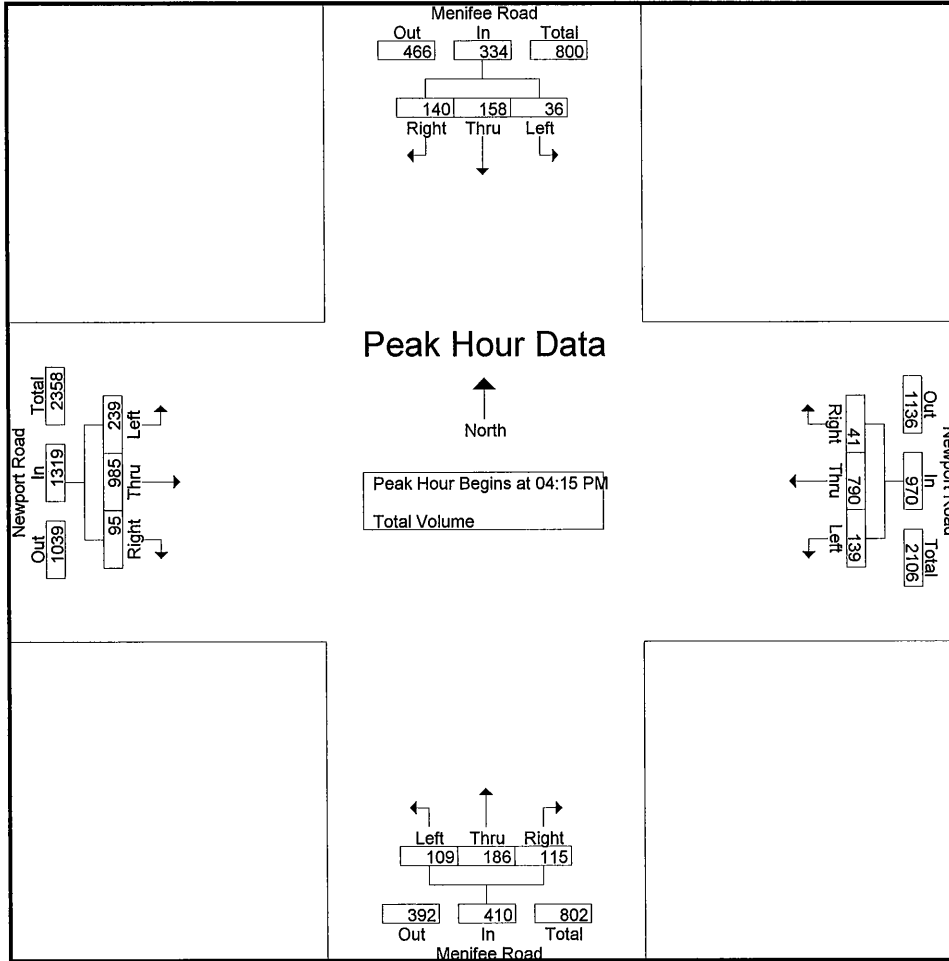 Menifee Road
Out In Total
466 334 800
140 158 36
Right Thru Left
Peak Hour Data
North
Peak Hour Begins at 04:15 PM
Total Volume
Newport Road
Out In Total
1039 1319 2358
95 985 239
Right Thru Left
Newport Road
Out In Total
1136 970 2106
41 790 139
Right Thru Left
Left Thru Right
109 186 115
392 410 802
Out In Total
Menifee Road